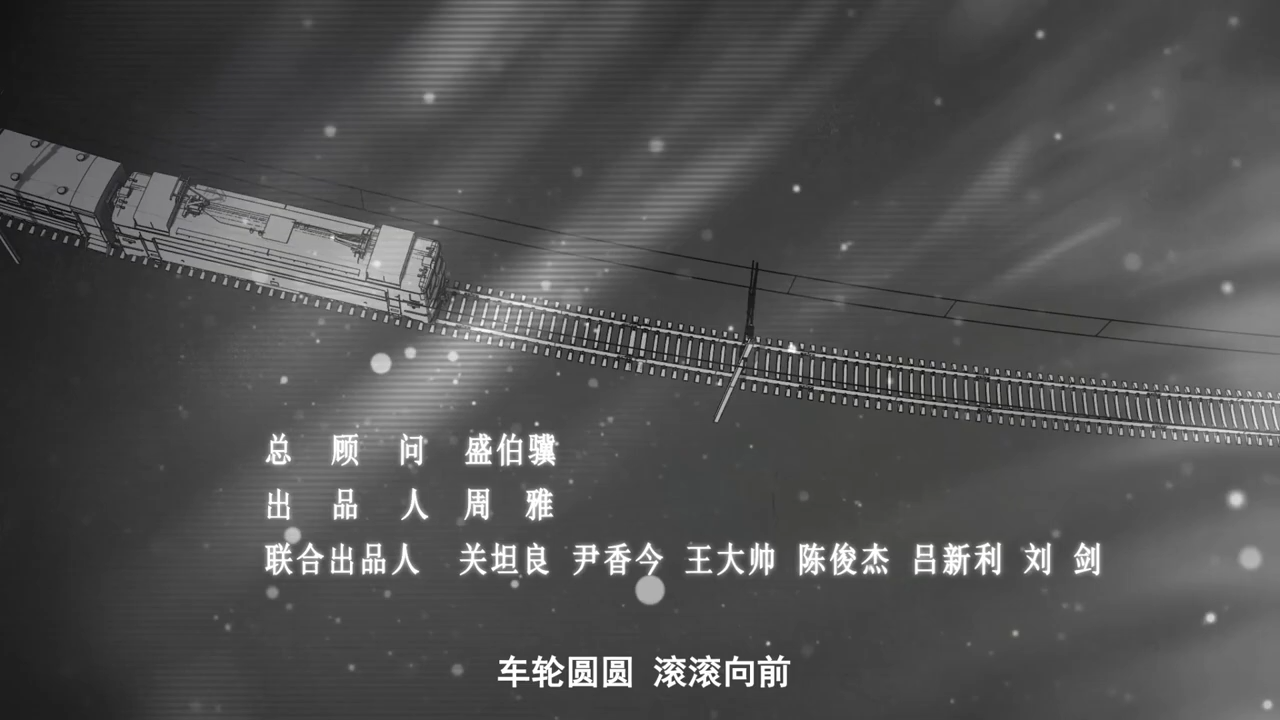 总 顾 问 盛伯骥
出 品 人 周 雅
联合出品人 关坦良 尹香今 王大帅 陈俊杰 吕新利 刘 剑
车轮圆圆 滚滚向前